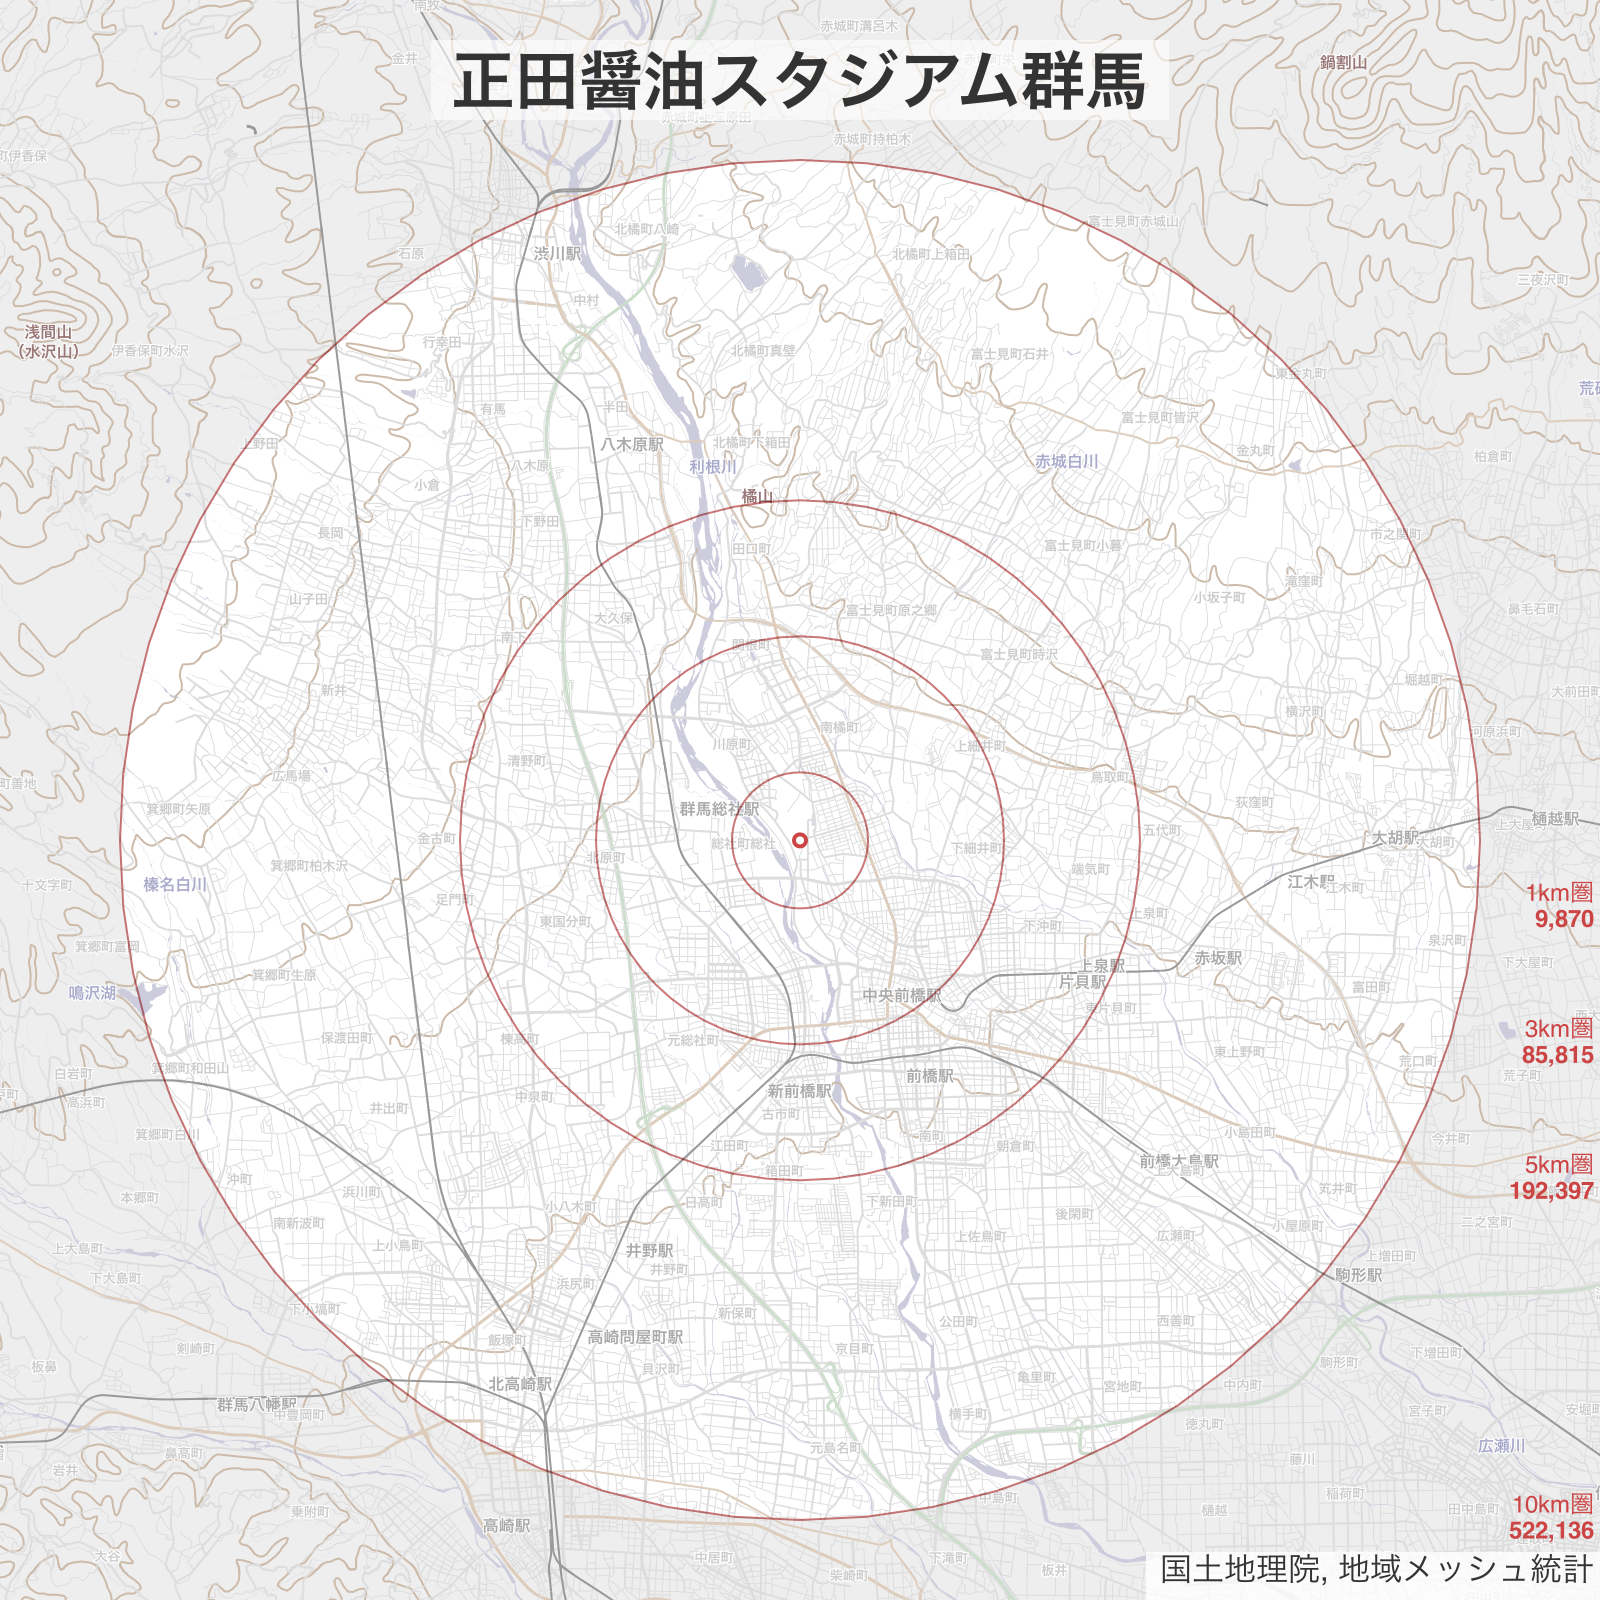 正田醤油スタジアム群馬
南牧
赤城町溝呂木
金井
鍋割山
赤城町持柏木
町伊香保
富士見町赤城山
北橘町八崎
石原
渋川駅
北橘町上箱田
三夜沢町
中村
浅間山
(水沢山)
伊香保町水沢
行幸田
北橘町真壁
富士見町石井
東金丸町
有馬
半田
富士見町皆沢
上野田
八木原駅
北橘町下箱田
金丸町
柏倉町
八木原
利根川
赤城白川
小倉
橘山
長岡
下野田
田口町
富士見町小暮
市之関町
滝窪町
山子田
大久保
富士見町原之郷
小坂子町
鼻毛石町
南下
関根町
富士見町時沢
新井
堀越町
大前田町
横沢町
南橘町
河原浜町
川原町
上細井町
清野町
広馬場
鳥取町
町善地
箕郷町矢原
群馬総社駅
荻窪町
樋越駅
金古町
総社町総社
五代町
大胡駅
大胡町
上大屋
下細井町
北原町
箕郷町柏木沢
端気町
十文字町
榛名白川
江木駅
江木町
1km圏
9,870
足門町
東国分町
上泉町
下沖町
箕郷町富岡
泉沢町
赤坂駅
上泉駅
下大屋町
箕郷町生原
片貝駅
鳴沢湖
中央前橋駅
富田町
東片貝町
3km圏
85,815
保渡田町
棟高町
元総社町
東上野町
荒口町
箕郷町和田山
白岩町
前橋駅
荒子町
新前橋駅
中泉町
高浜町
井出町
古市町
箕郷町白川
南町
小島田町
今井町
江田町
朝倉町
前橋大島駅
上大島町
5km圏
192,397
箱田町
沖町
浜川町
笂井町
本郷町
日高町
下新田町
小八木町
後閑町
南新波町
小屋原町
二之宮町
上佐鳥町
広瀬町
上大島町
上小鳥町
井野駅
上増田町
井野町
駒形駅
下大島町
浜尻町
下小塙町
新保町
公田町
西善町
飯塚町
高崎問屋町駅
剣崎町
京目町
下増田町
駒形町
板鼻
貝沢町
亀里町
北高崎駅
宮地町
中内町
群馬八幡駅
中豊岡町
横手町
宮子町
安堀町
徳丸町
元島名町
広瀬川
鼻高町
藤川
岩井
稲荷町
中島町
10km圏
522,136
乗附町
樋越
田中島町
高崎駅
大谷
中居町
下滝町
板井
柴崎町
国土地理院, 地域メッシュ統計